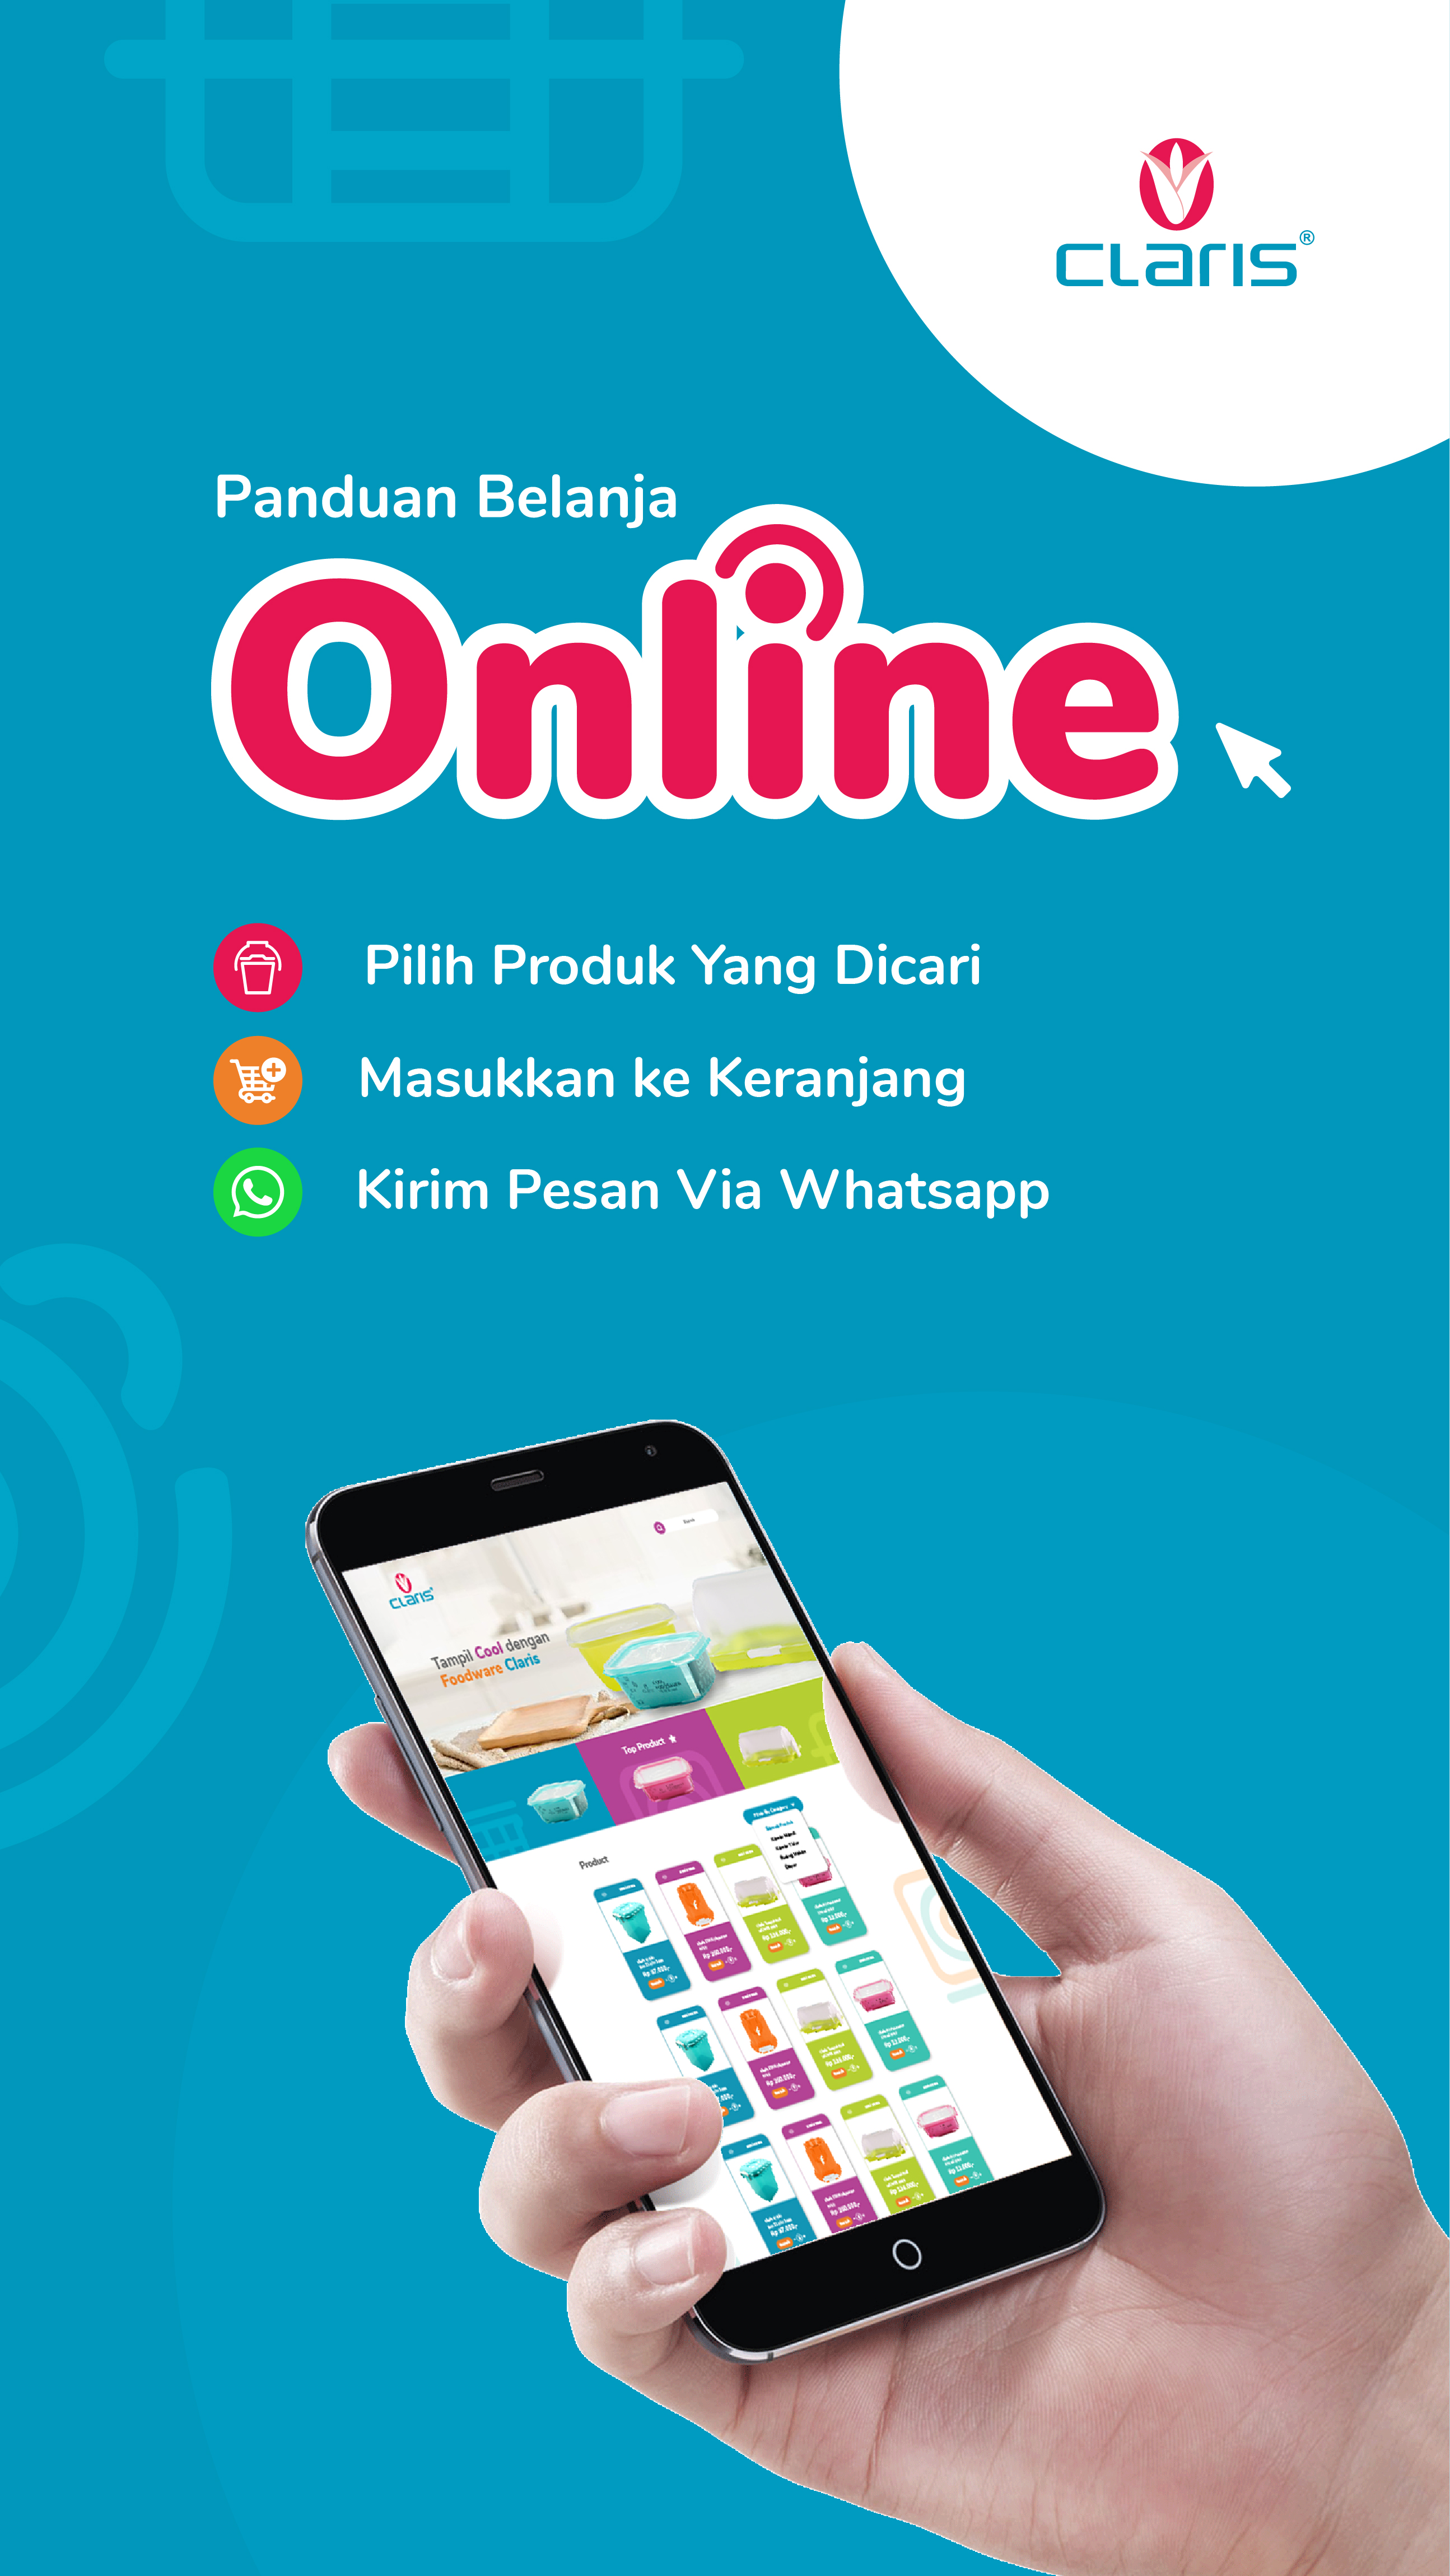 CLARIS®
Panduan Belanja
Online
Pilih Produk Yang Dicari
Masukkan ke Keranjang
Kirim Pesan Via Whatsapp
CLARIS
Tampil Cool dengan
Foodware Claris
Top Product
Product